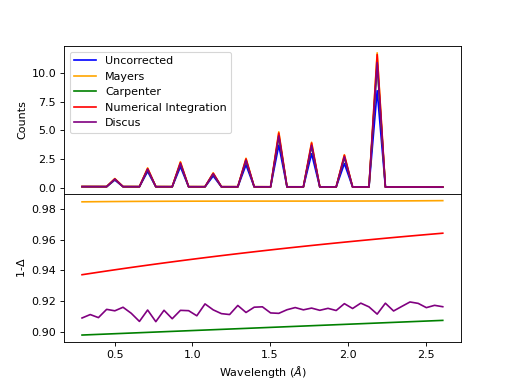 10.0
7.5
5.0
2.5
0.0
Counts
Uncorrected
Mayers
Carpenter
Numerical Integration
Discus
0.98
0.96
0.94
0.92
0.90
1-Δ
0.5 1.0 1.5 2.0 2.5
Wavelength (Å)